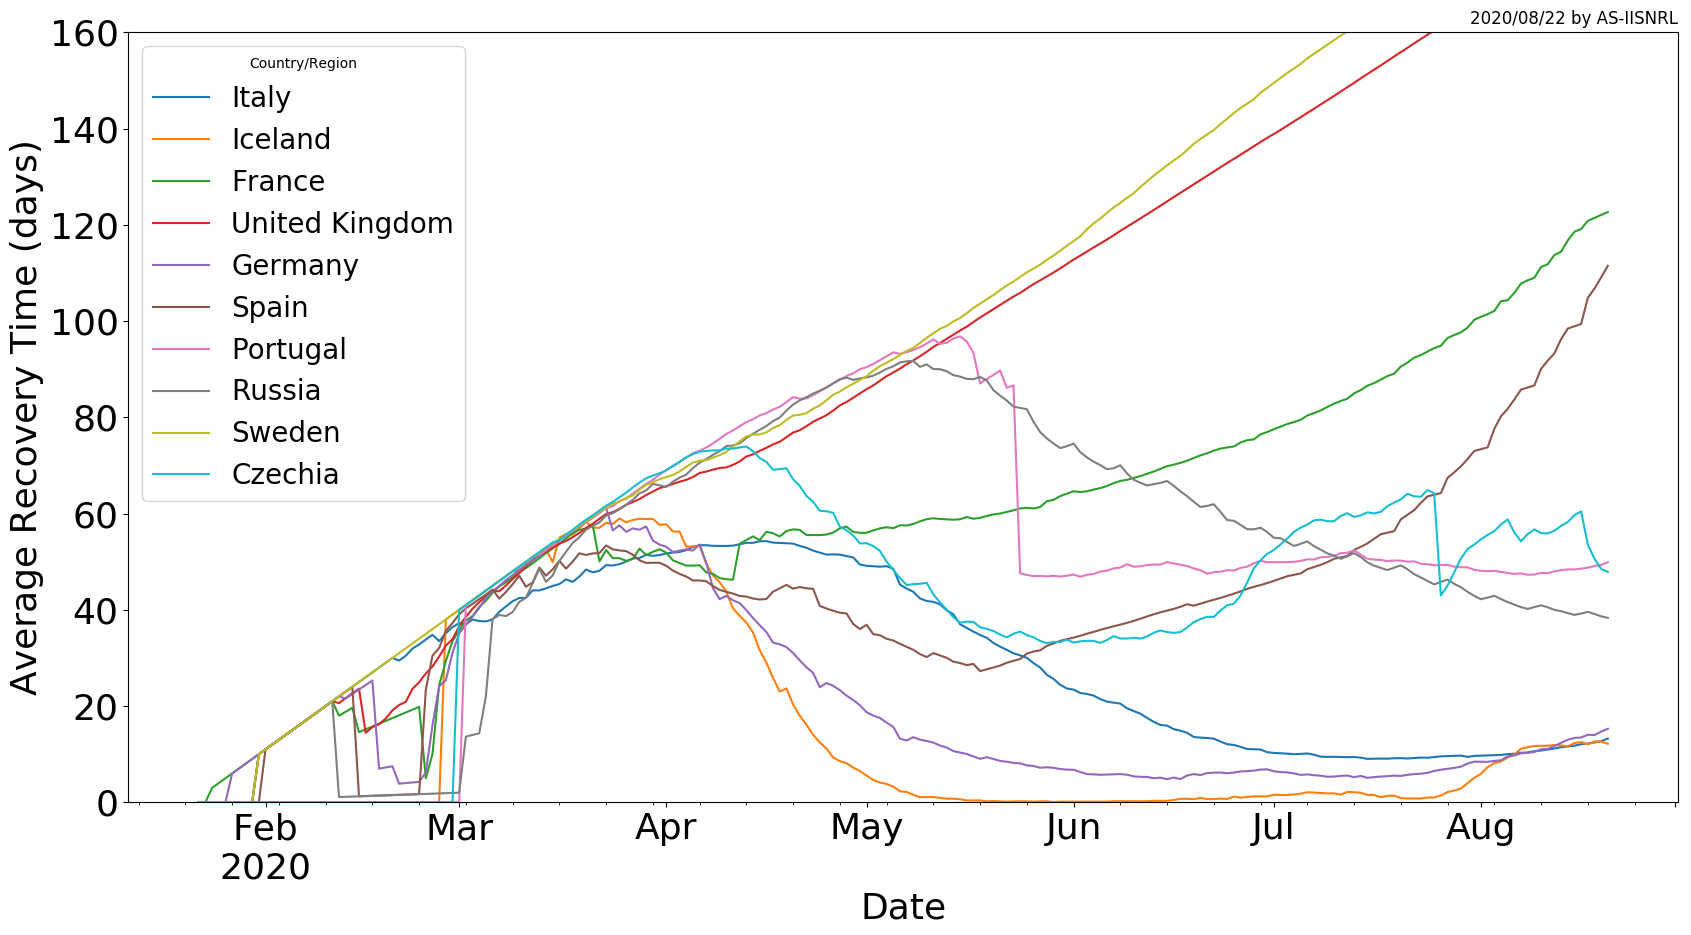 2020/08/22 by AS-IISNRL
160
140
120
100
80
60
40
20
0
Average Recovery Time (days)
Country/Region
Italy
Iceland
France
United Kingdom
Germany
Spain
Portugal
Russia
Sweden
Czechia
Feb Mar Apr May Jun Jul Aug
2020
Date